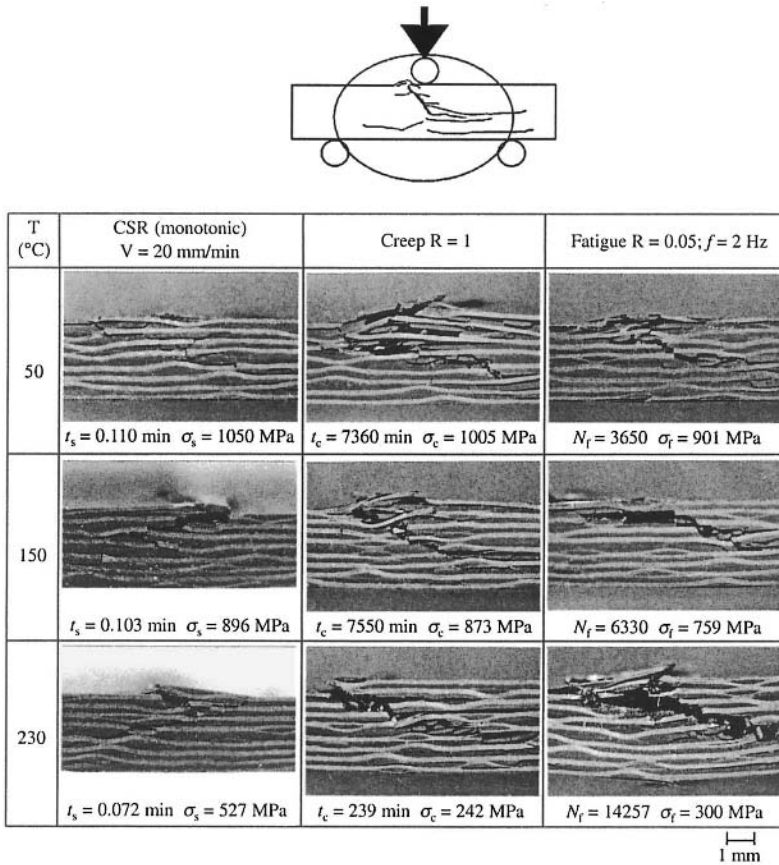 T
(°C)
CSR (monotonic)
V = 20 mm/min
Creep R = 1
Fatigue R = 0.05; f = 2 Hz
50
t_s = 0.110 min σ_s = 1050 MPa
t_c = 7360 min σ_c = 1005 MPa
N_f = 3650 σ_f = 901 MPa
150
t_s = 0.103 min σ_s = 896 MPa
t_c = 7550 min σ_c = 873 MPa
N_f = 6330 σ_f = 759 MPa
230
t_s = 0.072 min σ_s = 527 MPa
t_c = 239 min σ_c = 242 MPa
N_f = 14257 σ_f = 300 MPa
1 mm